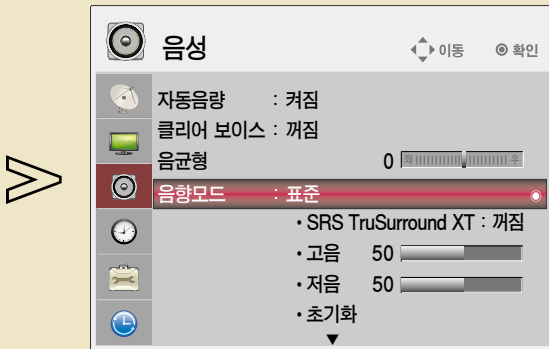 음성 이동 ◉ 확인
자동음량 : 켜짐
클리어 보이스 : 꺼짐
음균형 0 좌 우
음향모드 : 표준
• SRS TruSurround XT : 꺼짐
• 고음 50
• 저음 50
• 초기화
▼